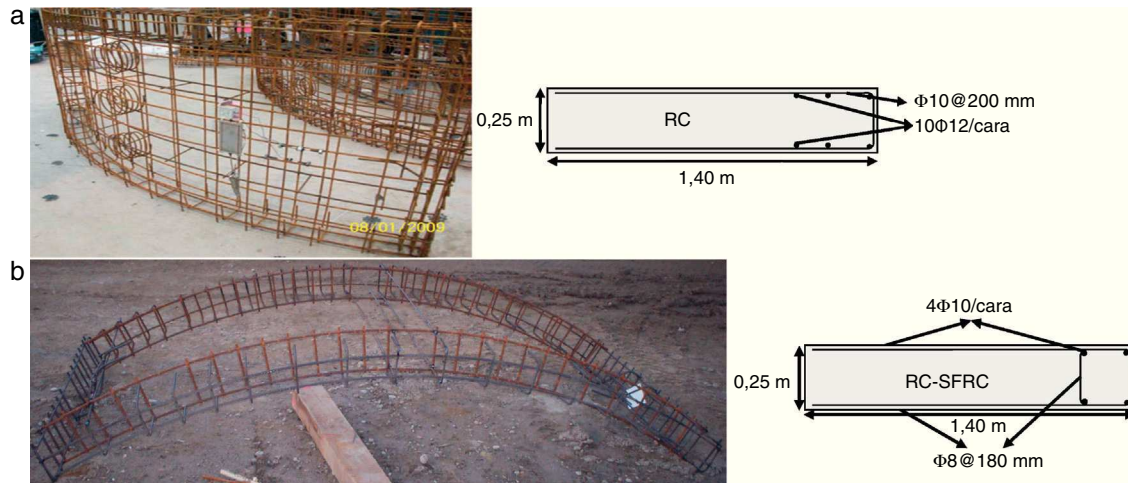 a
08/01/2009
0,25 m
RC
Φ10@200 mm
10Φ12/cara
1,40 m
b
4Φ10/cara
0,25 m
RC-SFRC
1,40 m
Φ8@180 mm